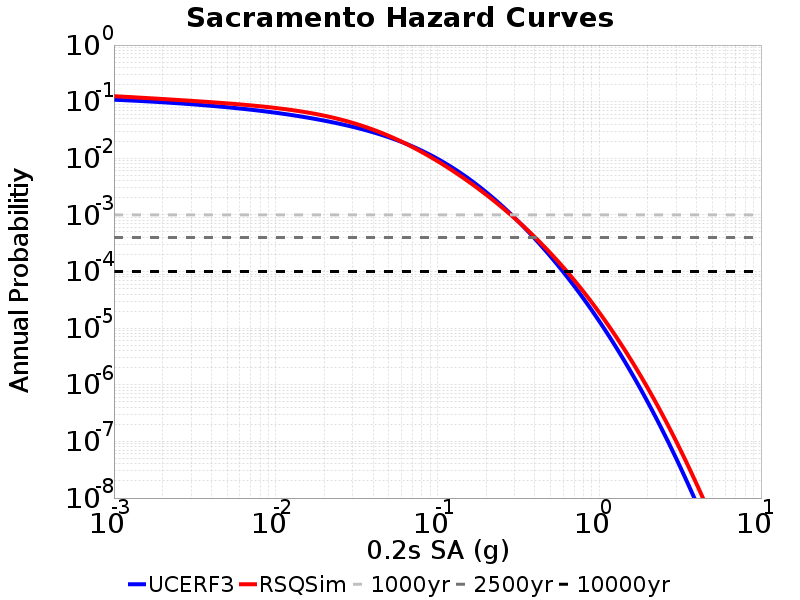 Sacramento Hazard Curves
Annual Probabilitiy
10^0
10^-1
10^-2
10^-3
10^-4
10^-5
10^-6
10^-7
10^-8
10^-3 10^-2 10^-1 10^0 10^1
0.2s SA (g)
UCERF3 RSQSim 1000yr 2500yr 10000yr